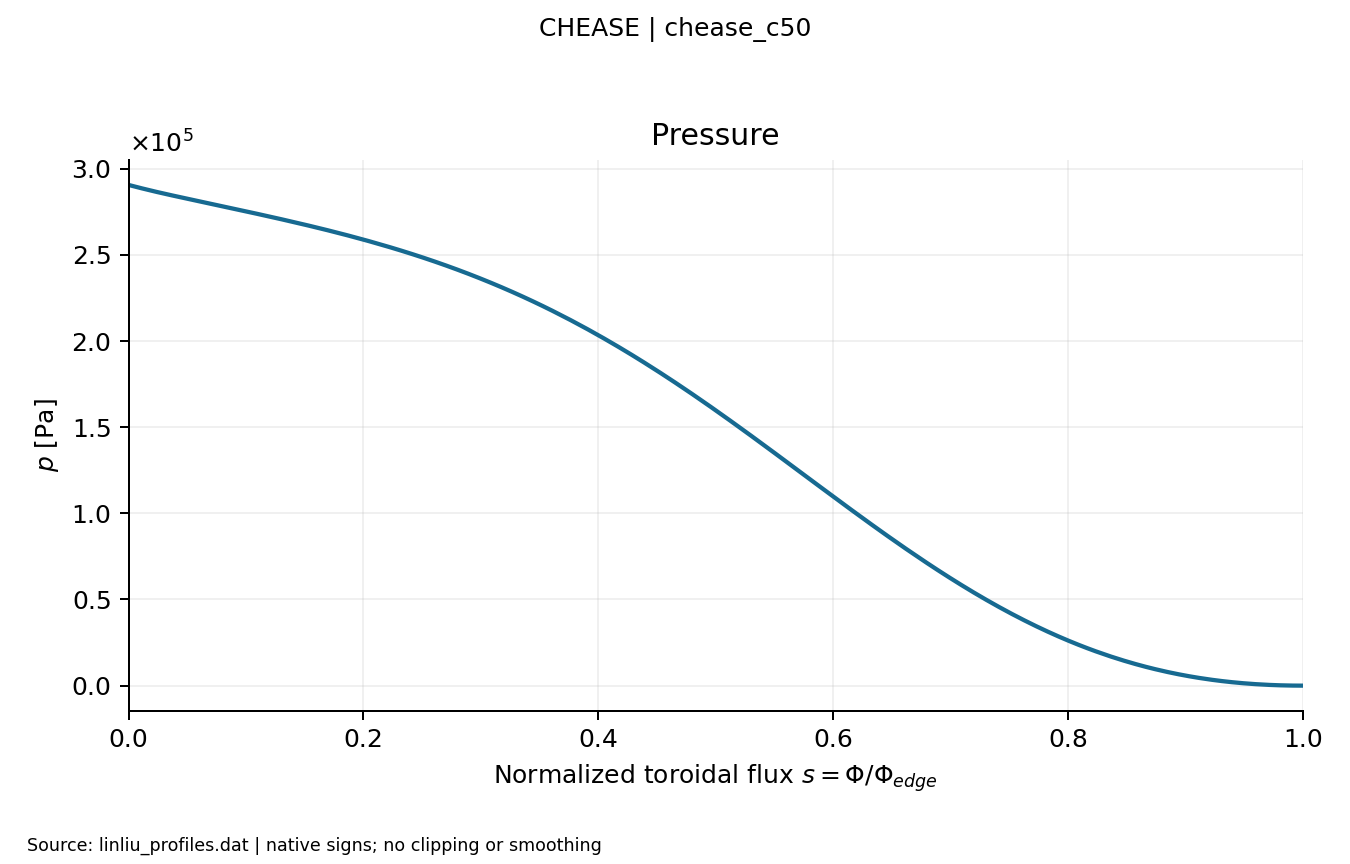 CHEASE | chease_c50
Pressure
×10⁵
3.0
2.5
2.0
1.5
1.0
0.5
0.0
p [Pa]
0.0 0.2 0.4 0.6 0.8 1.0
Normalized toroidal flux s = Φ/Φ_edge
Source: linliu_profiles.dat | native signs; no clipping or smoothing